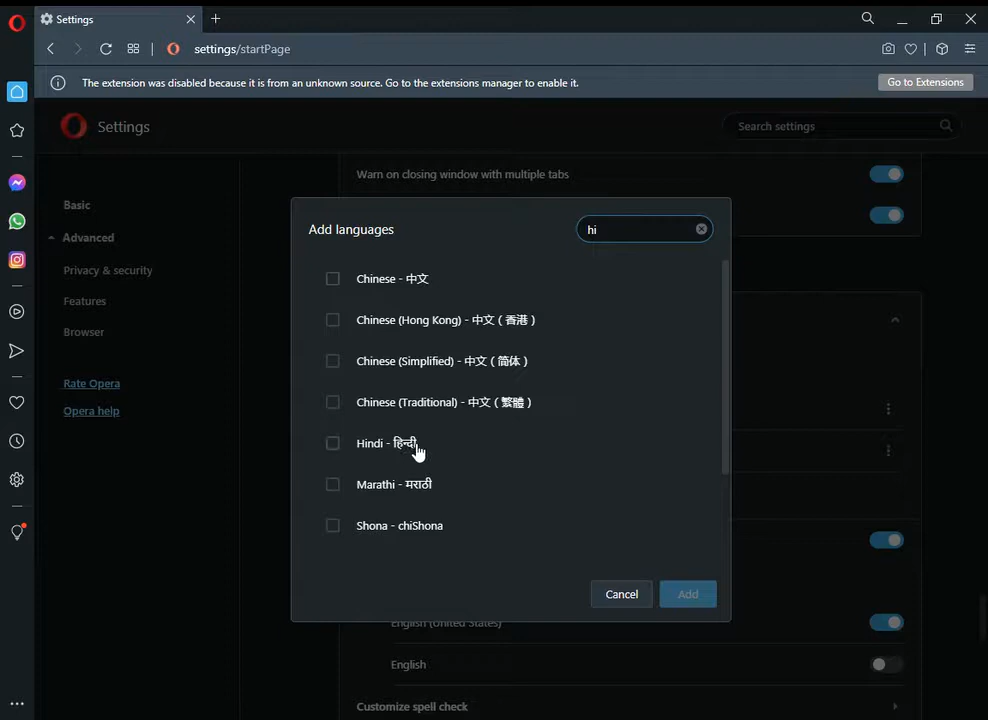 Settings
settings/startPage
The extension was disabled because it is from an unknown source. Go to the extensions manager to enable it.
Go to Extensions
Settings
Search settings
Warn on closing window with multiple tabs
Basic
Advanced
Privacy & security
Features
Browser
Rate Opera
Opera help
Add languages
hi
Chinese - 中文
Chinese (Hong Kong) - 中文（香港）
Chinese (Simplified) - 中文（简体）
Chinese (Traditional) - 中文（繁體）
Hindi - हिन्दी
Marathi - मराठी
Shona - chiShona
Cancel
Add
English (United States)
English
Customize spell check